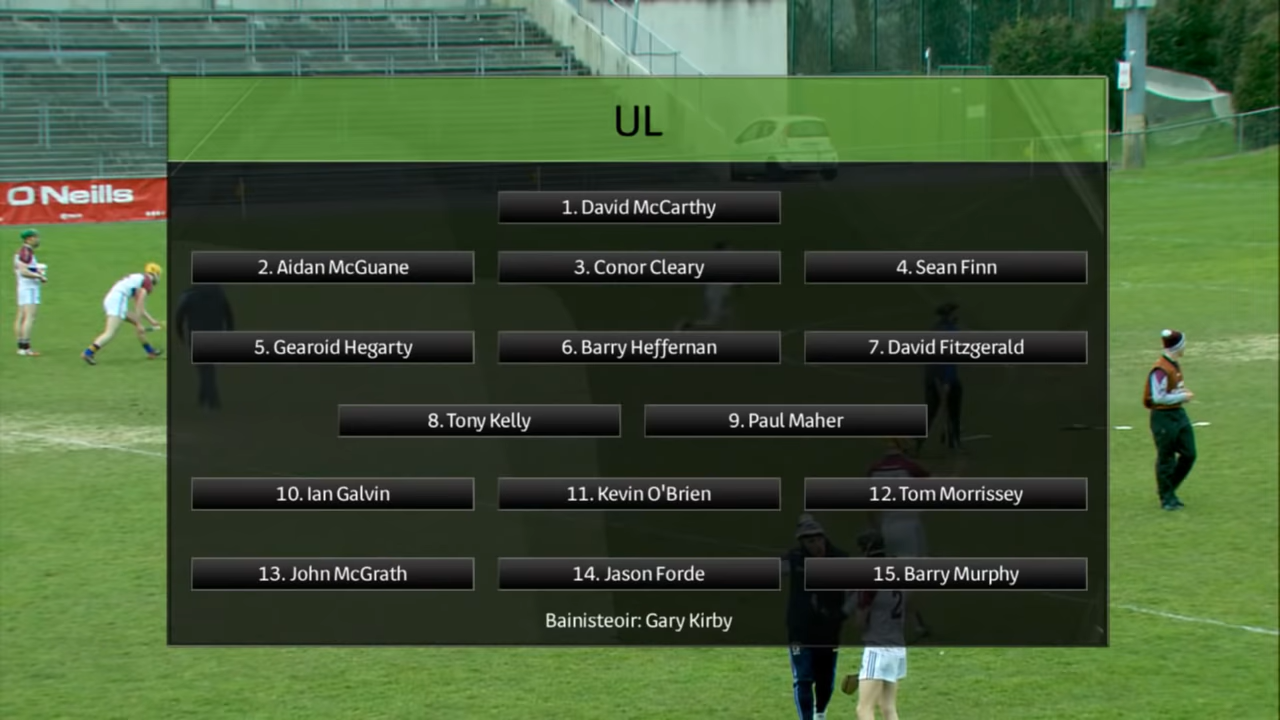 UL
O'Neills
1. David McCarthy
2. Aidan McGuane
3. Conor Cleary
4. Sean Finn
5. Gearoid Hegarty
6. Barry Heffernan
7. David Fitzgerald
8. Tony Kelly
9. Paul Maher
10. Ian Galvin
11. Kevin O'Brien
12. Tom Morrissey
13. John McGrath
14. Jason Forde
15. Barry Murphy
Bainisteoir: Gary Kirby
2